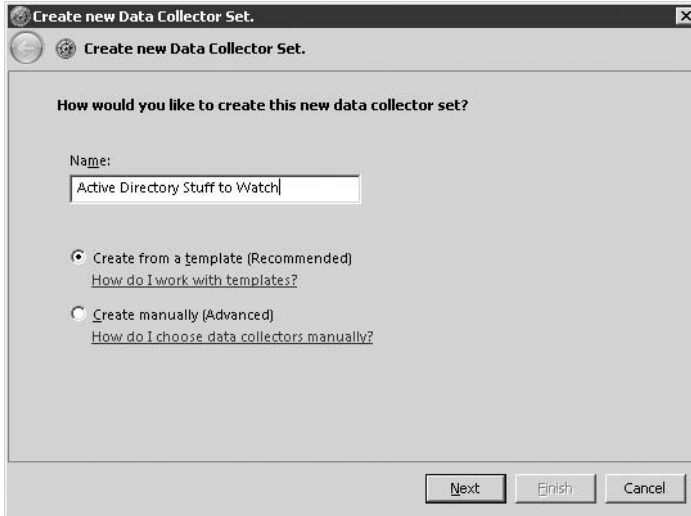 Create new Data Collector Set.
Create new Data Collector Set.
How would you like to create this new data collector set?
Name:
Active Directory Stuff to Watch
Create from a template (Recommended)
How do I work with templates?
Create manually (Advanced)
How do I choose data collectors manually?
Next Finish Cancel